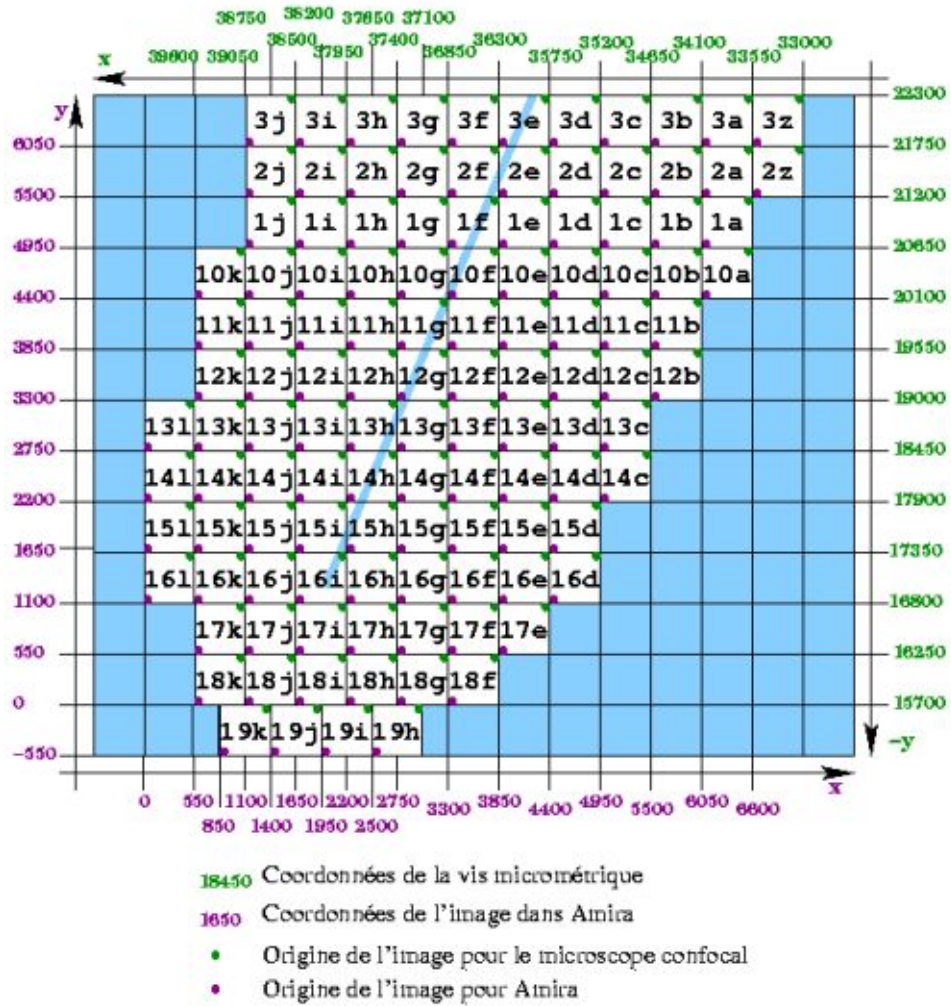 38750 38200 37650 37100 36300 35200 34100 33000
39600 39050 38500 37950 37400 36850 35750 34650 33550
x
y 22300
3j 3i 3h 3g 3f 3e 3d 3c 3b 3a 3z
6050 21750
2j 2i 2h 2g 2f 2e 2d 2c 2b 2a 2z
5500 21200
1j 1i 1h 1g 1f 1e 1d 1c 1b 1a
4950 20650
10k 10j 10i 10h 10g 10f 10e 10d 10c 10b 10a
4400 20100
11k 11j 11i 11h 11g 11f 11e 11d 11c 11b
3850 19550
12k 12j 12i 12h 12g 12f 12e 12d 12c 12b
3300 19000
13l 13k 13j 13i 13h 13g 13f 13e 13d 13c
2750 18450
14l 14k 14j 14i 14h 14g 14f 14e 14d 14c
2200 17900
15l 15k 15j 15i 15h 15g 15f 15e 15d
1650 17350
16l 16k 16j 16i 16h 16g 16f 16e 16d
1100 16800
17k 17j 17i 17h 17g 17f 17e
550 16250
18k 18j 18i 18h 18g 18f
0 15700
19k 19j 19i 19h
-550 -y
x
0 550 1100 1650 2200 2750 3300 3850 4400 4950 5500 6050 6600
850 1400 1950 2500
18450 Coordonnées de la vis micrométrique
1650 Coordonnées de l'image dans Amira
Origine de l'image pour le microscope confocal
Origine de l'image pour Amira